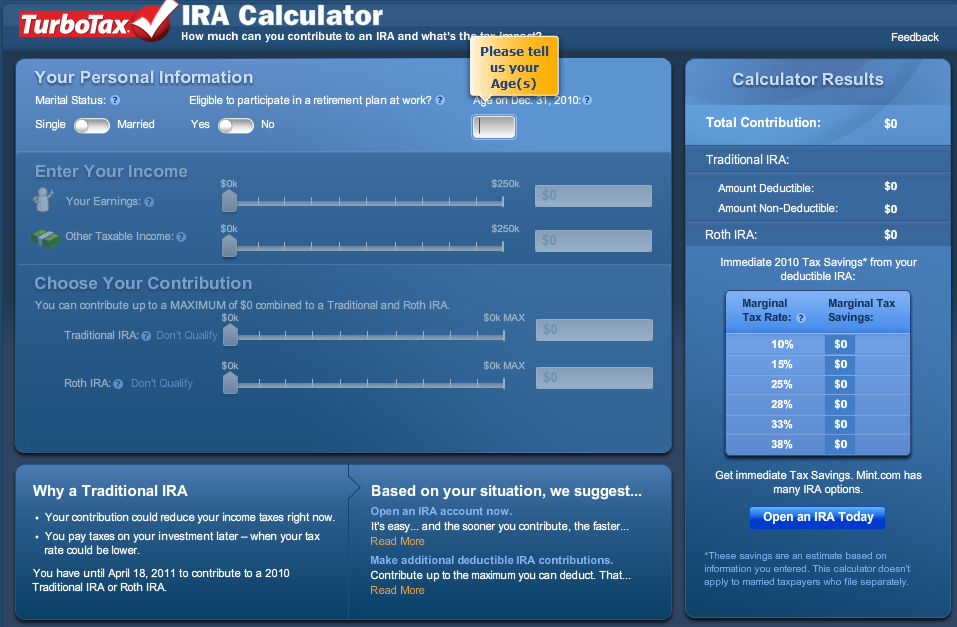 TurboTax.
IRA Calculator
How much can you contribute to an IRA and what's the tax impact?
Feedback
Please tell
us your
Age(s)
Your Personal Information
Marital Status: ?
Eligible to participate in a retirement plan at work? ?
Age on Dec. 31, 2010: ?
Single Married
Yes No
Enter Your Income
$0k $250k
Your Earnings: ?
$0
$0k $250k
Other Taxable Income: ?
$0
Choose Your Contribution
You can contribute up to a MAXIMUM of $0 combined to a Traditional and Roth IRA.
$0k $0k MAX
Traditional IRA: ? Don't Qualify
$0
$0k $0k MAX
Roth IRA: ? Don't Qualify
$0
Calculator Results
Total Contribution: $0
Traditional IRA:
Amount Deductible: $0
Amount Non-Deductible: $0
Roth IRA: $0
Immediate 2010 Tax Savings* from your
deductible IRA:
Marginal
Tax Rate: ?
Marginal Tax
Savings:
10% $0
15% $0
25% $0
28% $0
33% $0
38% $0
Get immediate Tax Savings. Mint.com has
many IRA options.
Open an IRA Today
*These savings are an estimate based on
information you entered. This calculator doesn't
apply to married taxpayers who file separately.
Why a Traditional IRA
• Your contribution could reduce your income taxes right now.
• You pay taxes on your investment later – when your tax
rate could be lower.
You have until April 18, 2011 to contribute to a 2010
Traditional IRA or Roth IRA.
Based on your situation, we suggest...
Open an IRA account now.
It's easy... and the sooner you contribute, the faster...
Read More
Make additional deductible IRA contributions.
Contribute up to the maximum you can deduct. That...
Read More